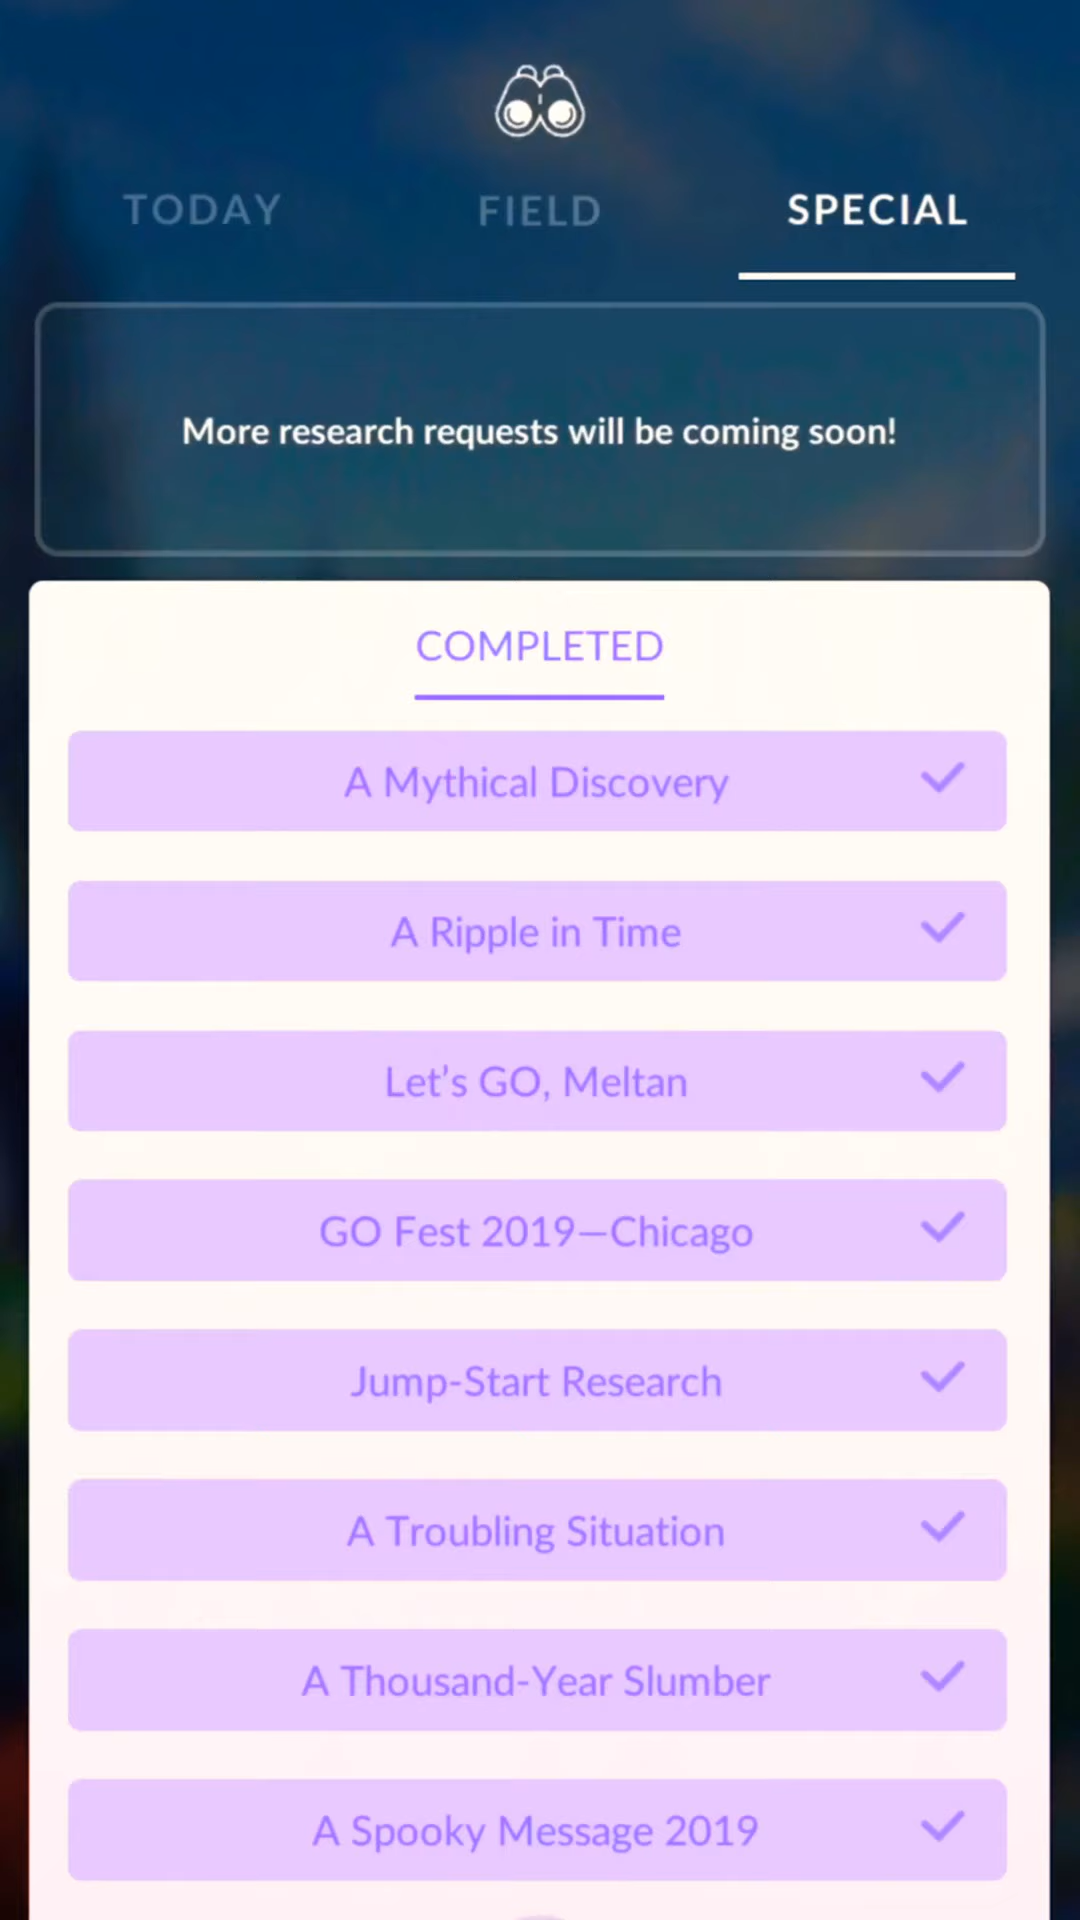 TODAY
FIELD
SPECIAL
More research requests will be coming soon!
COMPLETED
A Mythical Discovery
A Ripple in Time
Let's GO, Meltan
GO Fest 2019—Chicago
Jump-Start Research
A Troubling Situation
A Thousand-Year Slumber
A Spooky Message 2019